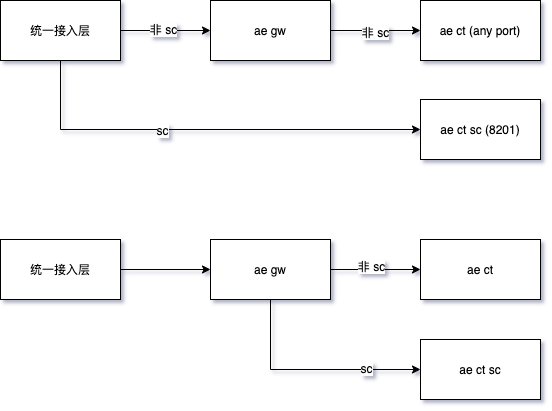 统一接入层
非 sc
ae gw
非 sc
ae ct (any port)
sc
ae ct sc (8201)
统一接入层
ae gw
非 sc
ae ct
sc
ae ct sc